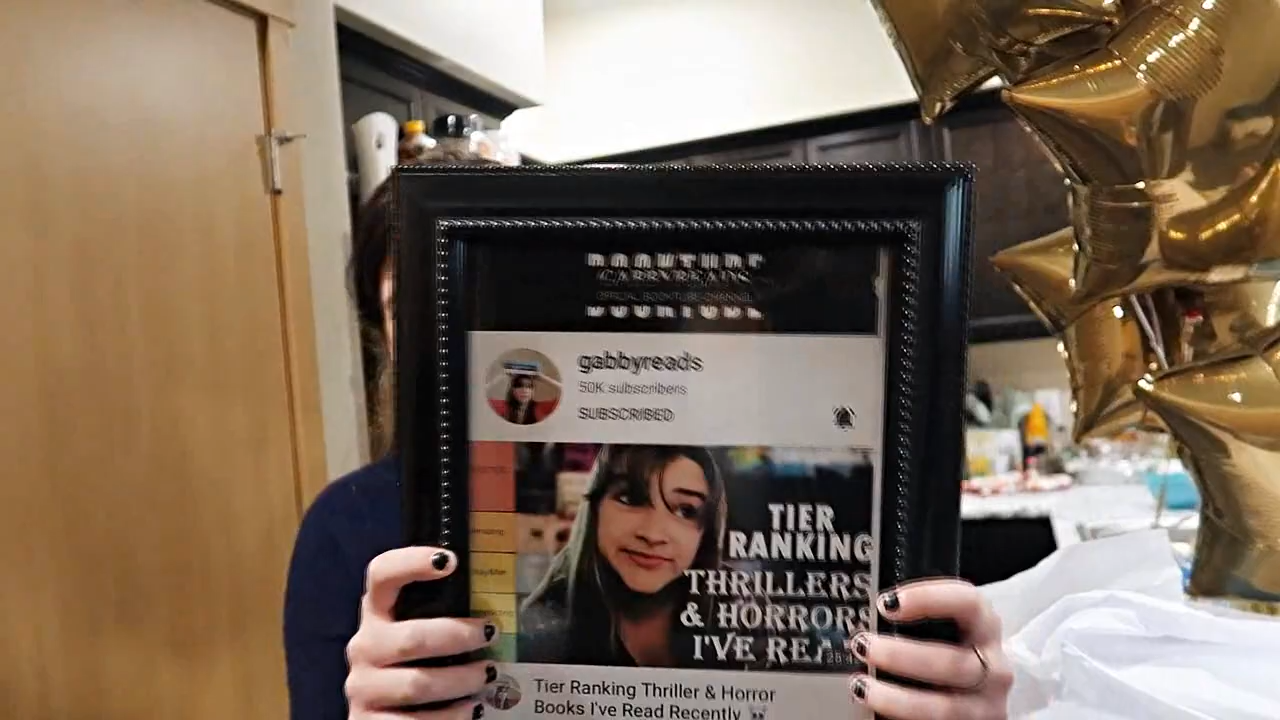 BOOKTUBE
GABBYREADS
OFFICIAL BOOKTUBE CHANNEL
BOOKTUBE
gabbyreads
50K subscribers
SUBSCRIBED
TIER
RANKING
THRILLERS
& HORRORS
I'VE REA
Tier Ranking Thriller & Horror
Books I've Read Recently